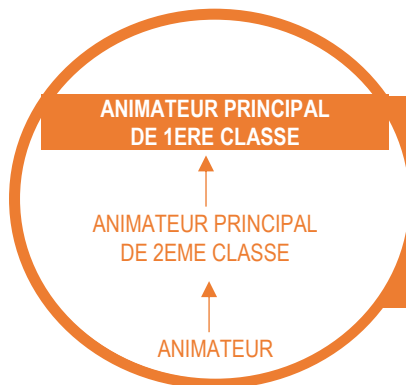 ANIMATEUR PRINCIPAL
DE 1ERE CLASSE
ANIMATEUR PRINCIPAL
DE 2EME CLASSE
ANIMATEUR